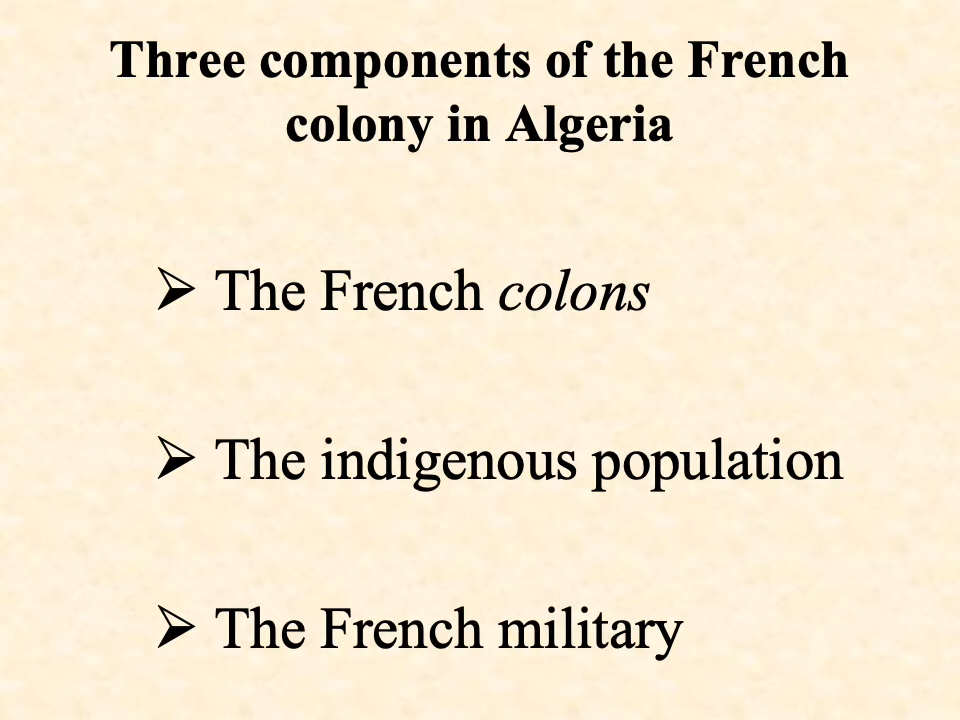 Three components of the French
colony in Algeria
➢ The French colons
➢ The indigenous population
➢ The French military